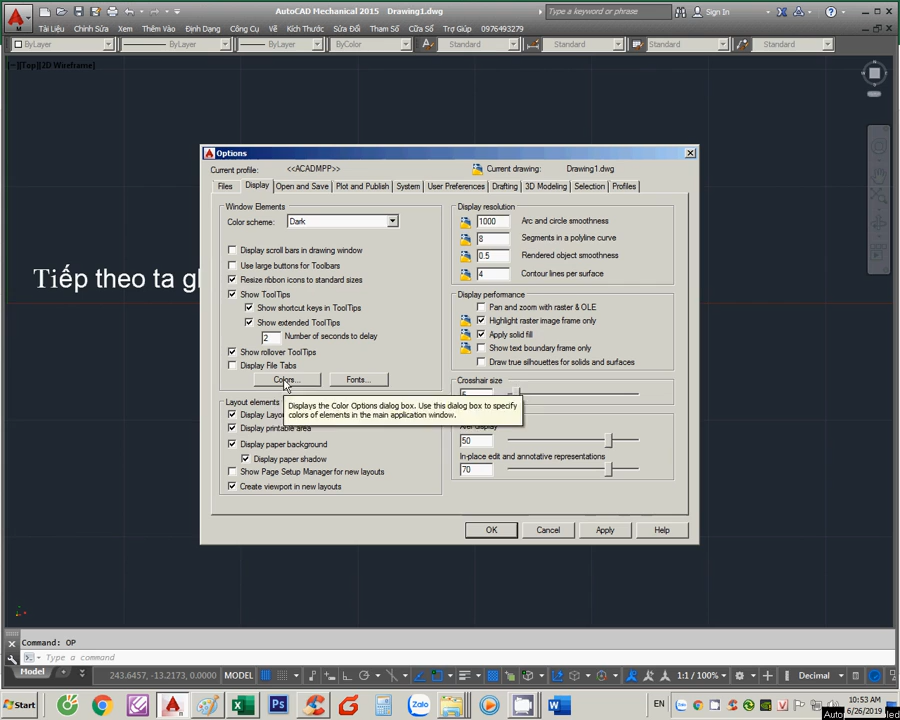 AutoCAD Mechanical 2015 Drawing1.dwg
Type a keyword or phrase
Sign In
Tài Liệu Chỉnh Sửa Xem Thêm Vào Định Dạng Công Cụ Vẽ Kích Thước Sửa Đổi Tham Số Cửa Sổ Trợ Giúp 0976493279
ByLayer ByLayer ByLayer ByColor Standard Standard Standard Standard
[−][Top][2D Wireframe]
Tiếp theo ta gl
Options
Current profile: <<ACADMPP>> Current drawing: Drawing1.dwg
Files Display Open and Save Plot and Publish System User Preferences Drafting 3D Modeling Selection Profiles
Window Elements
Color scheme: Dark
Display scroll bars in drawing window
Use large buttons for Toolbars
Resize ribbon icons to standard sizes
Show ToolTips
Show shortcut keys in ToolTips
Show extended ToolTips
2 Number of seconds to delay
Show rollover ToolTips
Display File Tabs
Colors... Fonts...
Layout elements
Display Layo
Display printable area
Display paper background
Display paper shadow
Show Page Setup Manager for new layouts
Create viewport in new layouts
Display resolution
1000 Arc and circle smoothness
8 Segments in a polyline curve
0.5 Rendered object smoothness
4 Contour lines per surface
Display performance
Pan and zoom with raster & OLE
Highlight raster image frame only
Apply solid fill
Show text boundary frame only
Draw true silhouettes for solids and surfaces
Crosshair size
5
Displays the Color Options dialog box. Use this dialog box to specify
colors of elements in the main application window.
Xref display
50
In-place edit and annotative representations
70
OK Cancel Apply Help
Command: OP
Type a command
Model
243.6457, -13.2173, 0.0000 MODEL 1:1 / 100% Decimal
Start Zalo EN 10:53 AM
6/26/2019